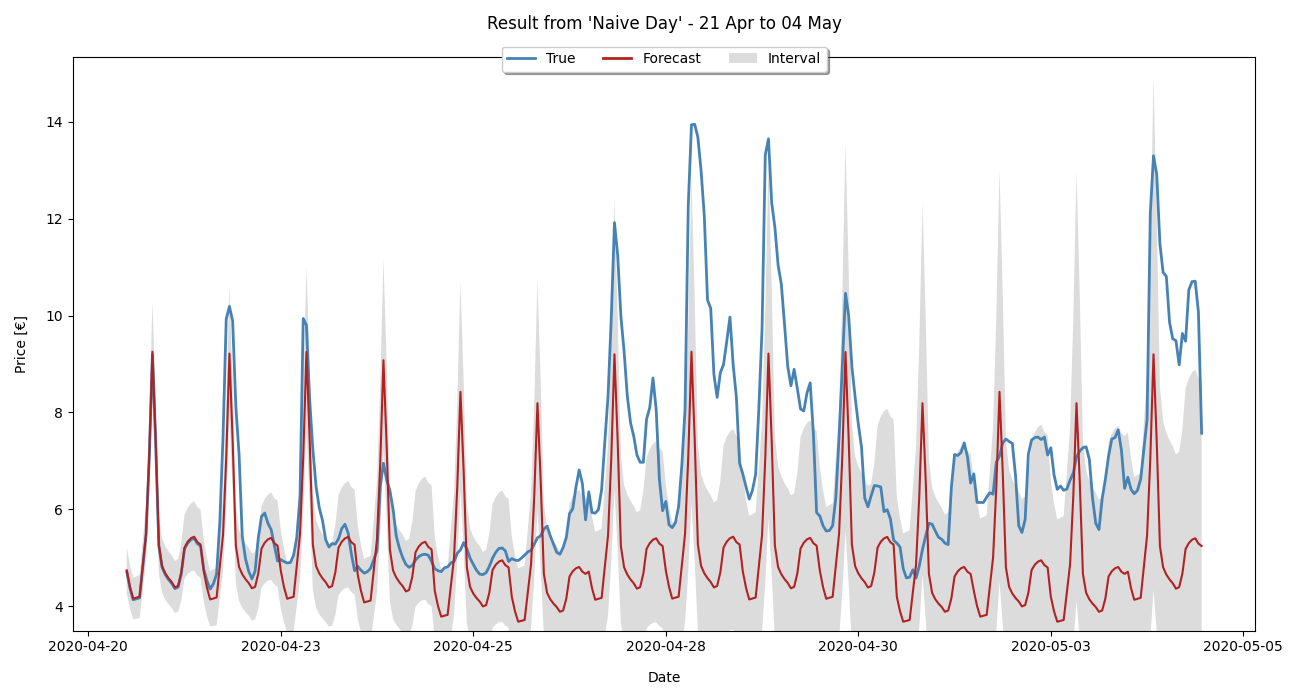 Result from 'Naive Day' - 21 Apr to 04 May
True Forecast Interval
14
12
10
8
6
4
Price [€]
2020-04-20 2020-04-23 2020-04-25 2020-04-28 2020-04-30 2020-05-03 2020-05-05
Date